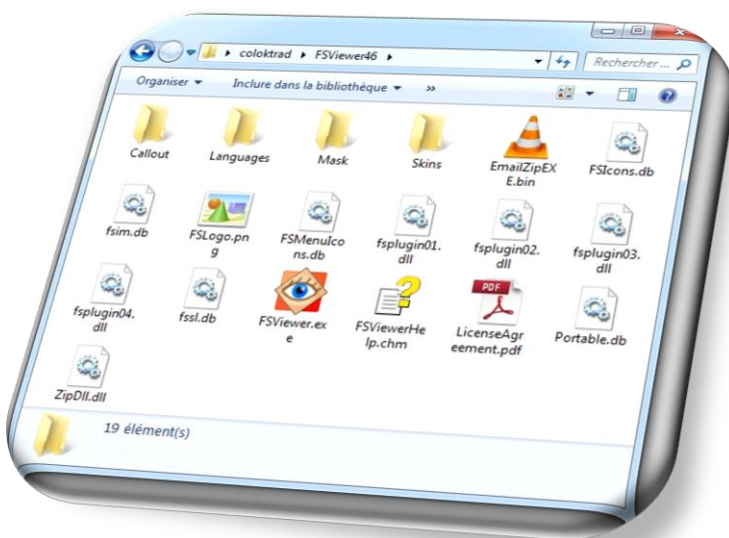 coloktrad ▸ FSViewer46 ▸
Rechercher ...
Organiser
Inclure dans la bibliothèque
»
?
Callout
Languages
Mask
Skins
EmailZipEX
E.bin
FSIcons.db
fsim.db
FSLogo.pn
g
FSMenuIco
ns.db
fsplugin01.
dll
fsplugin02.
dll
fsplugin03.
dll
fsplugin04.
dll
fssl.db
FSViewer.ex
e
FSViewerHe
lp.chm
PDF
LicenseAgr
eement.pdf
Portable.db
ZipDll.dll
19 élément(s)